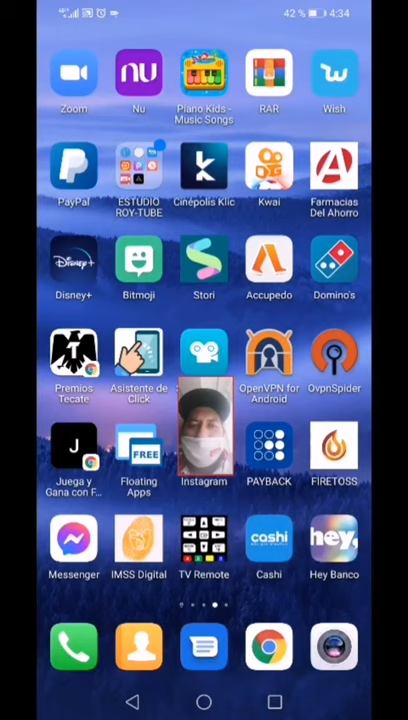 42 % 4:34
nu
Zoom Nu Piano Kids - Music Songs RAR Wish
PayPal ESTUDIO ROY-TUBE Cinépolis Klic Kwai Farmacias Del Ahorro
Disney+
Disney+ Bitmoji Stori Accupedo Domino's
Premios Tecate Asistente de Click OpenVPN for Android OvpnSpider
J
FREE
Juega y Gana con F... Floating Apps Instagram PAYBACK FIRETOSS
cashi
hey,
Messenger IMSS Digital TV Remote Cashi Hey Banco